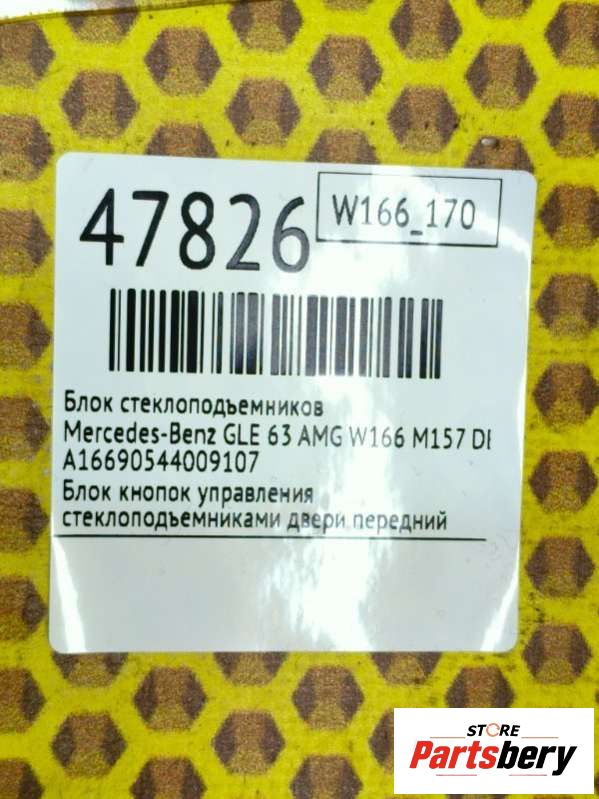 47826
W166_170
Блок стеклоподъемников
Mercedes-Benz GLE 63 AMG W166 M157 DE
A16690544009107
Блок кнопок управления
стеклоподъемниками двери передний
STORE
Partsbery